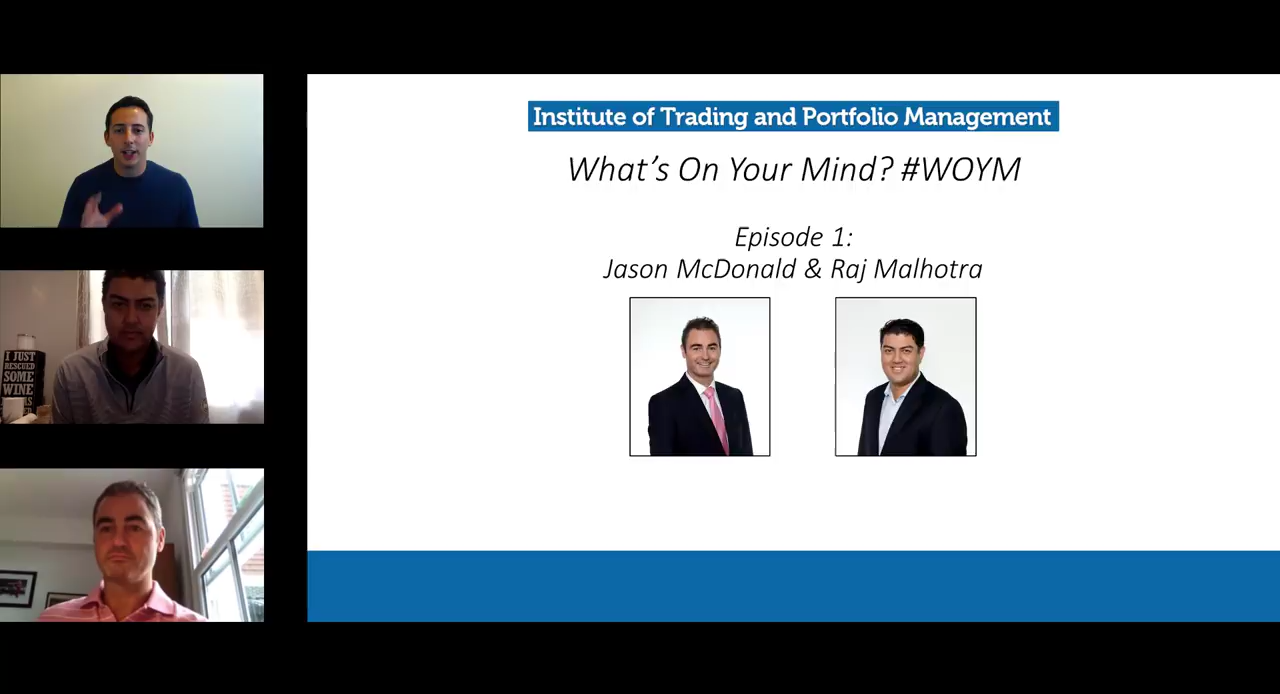 Institute of Trading and Portfolio Management
What's On Your Mind? #WOYM
Episode 1:
Jason McDonald & Raj Malhotra
I JUST
RESCUED
SOME
WINE